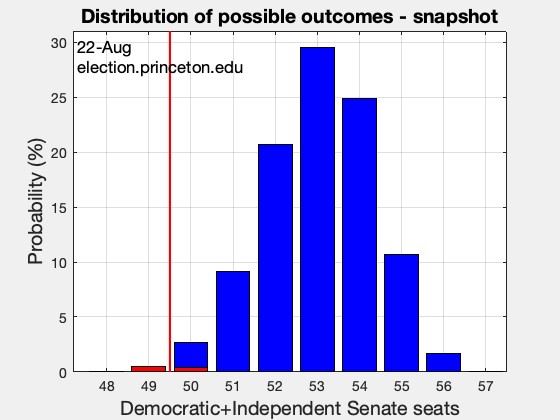 Distribution of possible outcomes - snapshot
22-Aug
election.princeton.edu
Probability (%)
30
25
20
15
10
5
0
48 49 50 51 52 53 54 55 56 57
Democratic+Independent Senate seats